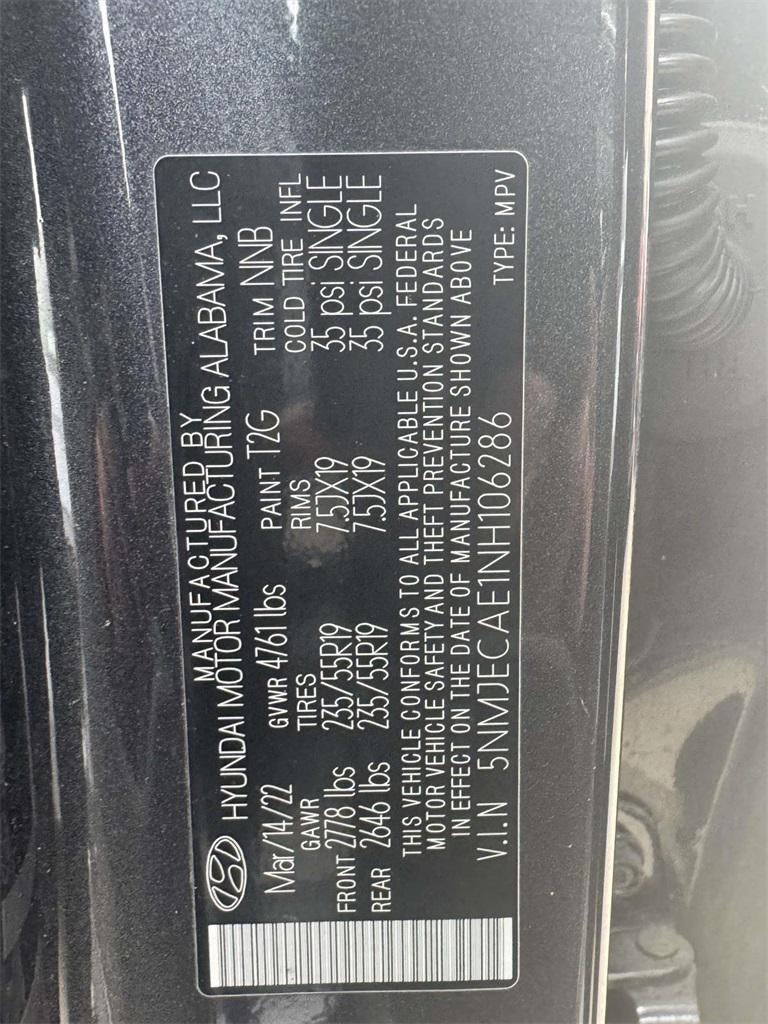 MANUFACTURED BY
HYUNDAI MOTOR MANUFACTURING ALABAMA, LLC
Mar/14/22 GVWR 4761 lbs PAINT T2G TRIM NNB
GAWR TIRES RIMS COLD TIRE INFL
FRONT 2778 lbs 235/55R19 7.5JX19 35 psi SINGLE
REAR 2646 lbs 235/55R19 7.5JX19 35 psi SINGLE
THIS VEHICLE CONFORMS TO ALL APPLICABLE U.S.A. FEDERAL
MOTOR VEHICLE SAFETY AND THEFT PREVENTION STANDARDS
IN EFFECT ON THE DATE OF MANUFACTURE SHOWN ABOVE
V.I.N 5NMJECAE1NH106286 TYPE: MPV